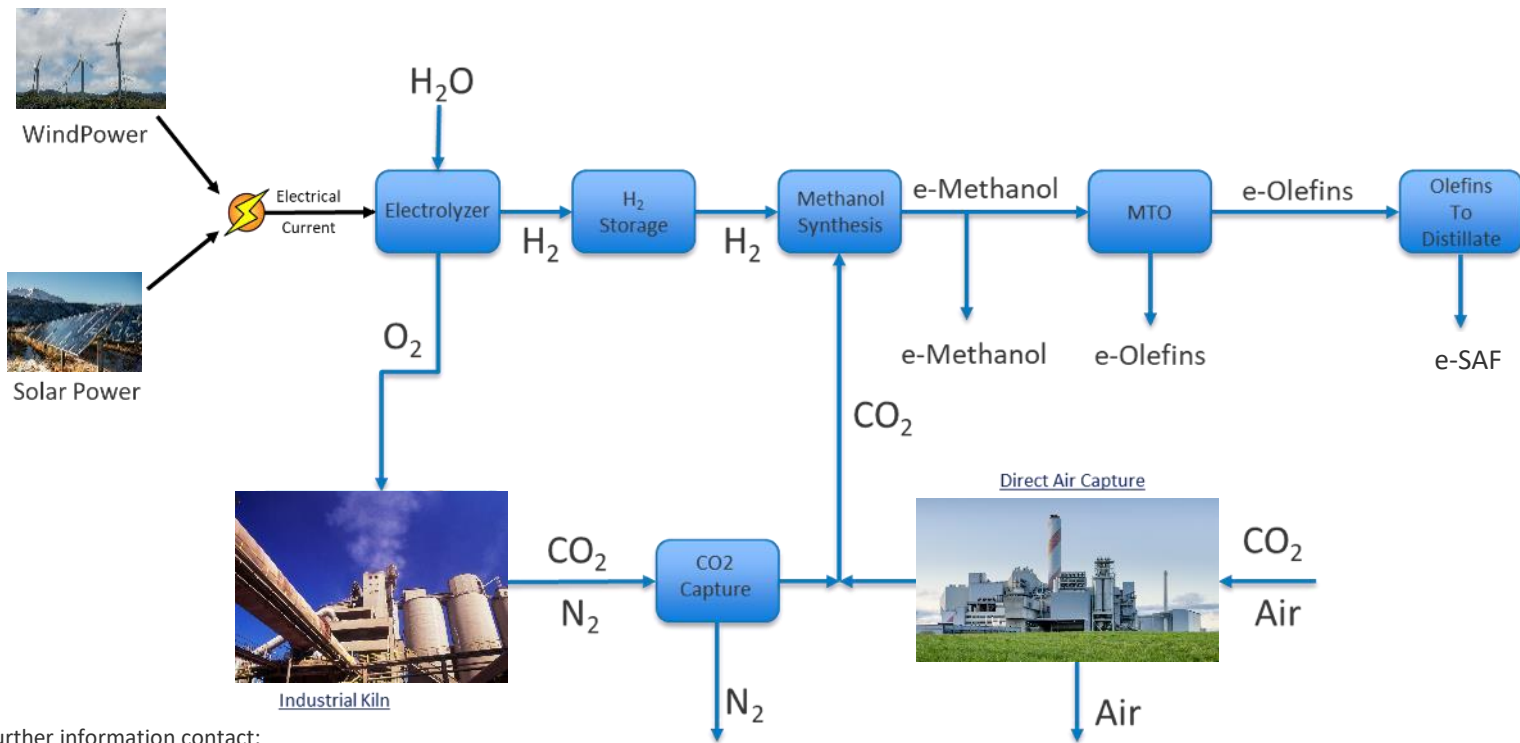 WindPower
Solar Power
Electrical
Current
H₂O
Electrolyzer
H₂
H₂
Storage
H₂
Methanol
Synthesis
e-Methanol
MTO
e-Olefins
Olefins
To
Distillate
e-Methanol
e-Olefins
e-SAF
O₂
CO₂
Industrial Kiln
CO₂
N₂
CO2
Capture
N₂
Direct Air Capture
CO₂
Air
Air
urther information contact: